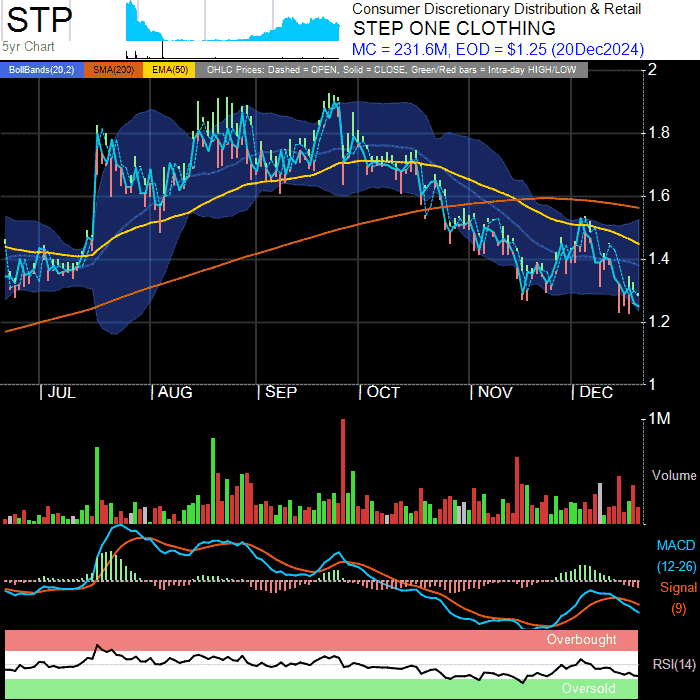 STP
5yr Chart
Consumer Discretionary Distribution & Retail
STEP ONE CLOTHING
MC = 231.6M, EOD = $1.25 (20Dec2024)
BollBands(20,2) SMA(200) EMA(50) OHLC Prices: Dashed = OPEN, Solid = CLOSE, Green/Red bars = Intra-day HIGH/LOW
2
1.8
1.6
1.4
1.2
1
JUL AUG SEP OCT NOV DEC
1M
Volume
MACD
(12-26)
Signal
(9)
Overbought
RSI(14)
Oversold